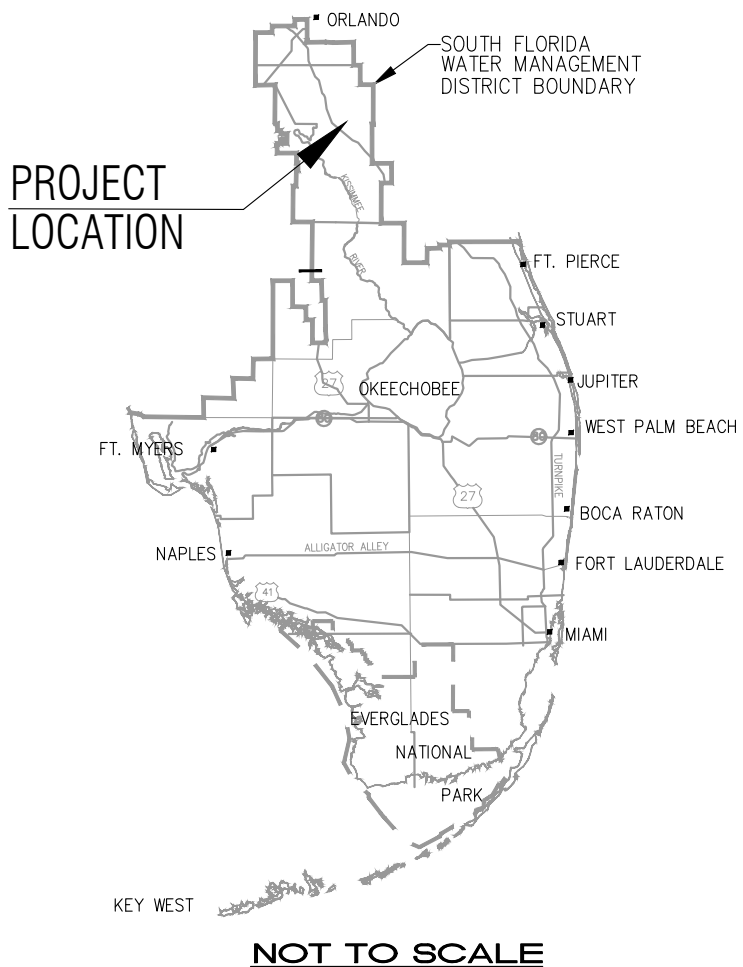 ORLANDO
SOUTH FLORIDA
WATER MANAGEMENT
DISTRICT BOUNDARY
PROJECT
LOCATION
KISSIMMEE
RIVER
FT. PIERCE
STUART
27
OKEECHOBEE
JUPITER
80
WEST PALM BEACH
FT. MYERS
TURNPIKE
27
BOCA RATON
NAPLES
ALLIGATOR ALLEY
FORT LAUDERDALE
41
MIAMI
EVERGLADES
NATIONAL
PARK
KEY WEST
NOT TO SCALE